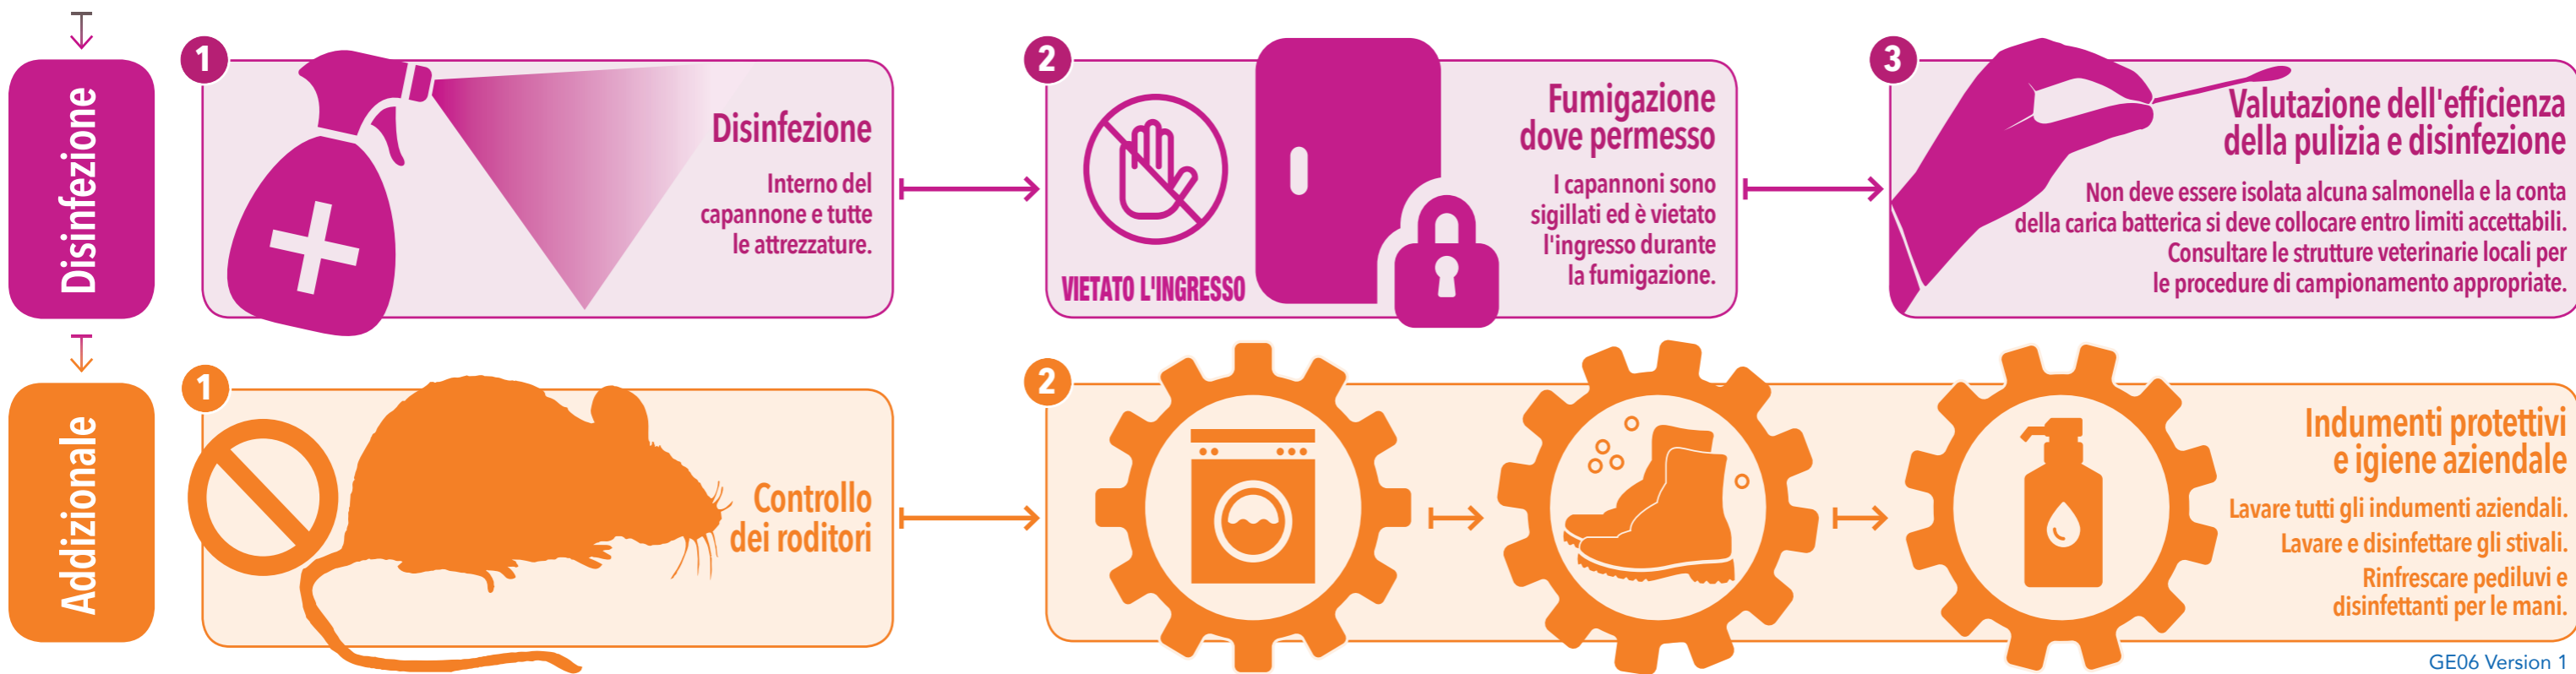 Disinfezione
1
Disinfezione
Interno del
capannone e tutte
le attrezzature.
2
VIETATO L'INGRESSO
Fumigazione
dove permesso
I capannoni sono
sigillati ed è vietato
l'ingresso durante
la fumigazione.
3
Valutazione dell'efficienza
della pulizia e disinfezione
Non deve essere isolata alcuna salmonella e la conta
della carica batterica si deve collocare entro limiti accettabili.
Consultare le strutture veterinarie locali per
le procedure di campionamento appropriate.
Addizionale
1
Controllo
dei roditori
2
Indumenti protettivi
e igiene aziendale
Lavare tutti gli indumenti aziendali.
Lavare e disinfettare gli stivali.
Rinfrescare pediluvi e
disinfettanti per le mani.
GE06 Version 1